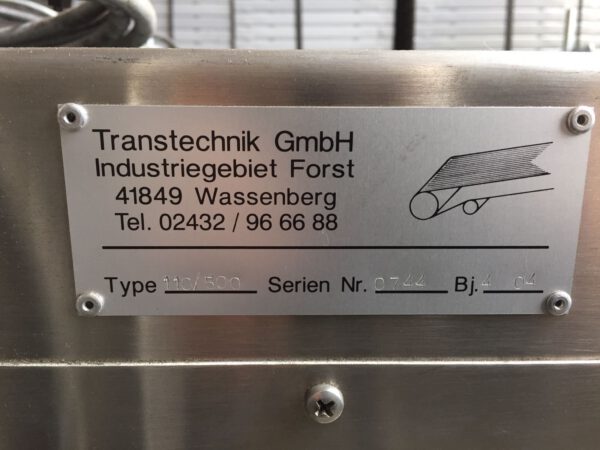 Transtechnik GmbH
Industriegebiet Forst
41849 Wassenberg
Tel. 02432 / 96 66 88
Type 110/500 Serien Nr. 0744 Bj. 4 04